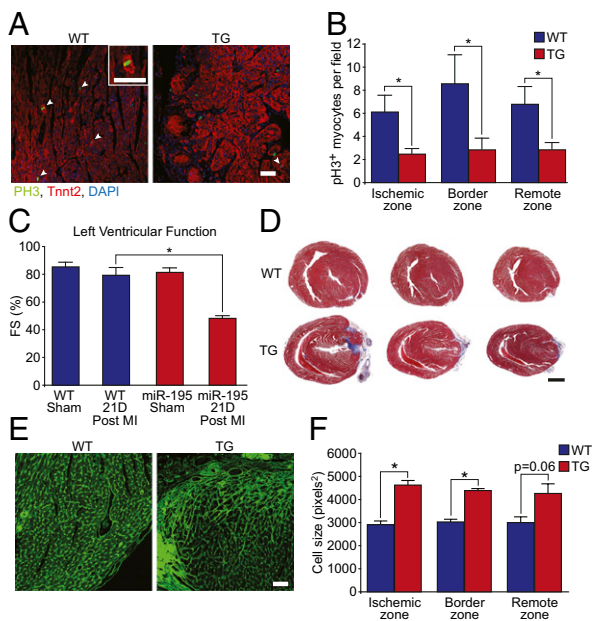 A
WT
TG
PH3, Tnnt2, DAPI
B
WT
TG
pH3+ myocytes per field
12
10
8
6
4
2
0
*
*
*
Ischemic zone
Border zone
Remote zone
C
Left Ventricular Function
FS (%)
100
80
60
40
20
0
*
WT Sham
WT 21D Post MI
miR-195 Sham
miR-195 21D Post MI
D
WT
TG
E
WT
TG
F
WT
TG
Cell size (pixels2)
6000
5000
4000
3000
2000
1000
0
*
*
p=0.06
Ischemic zone
Border zone
Remote zone